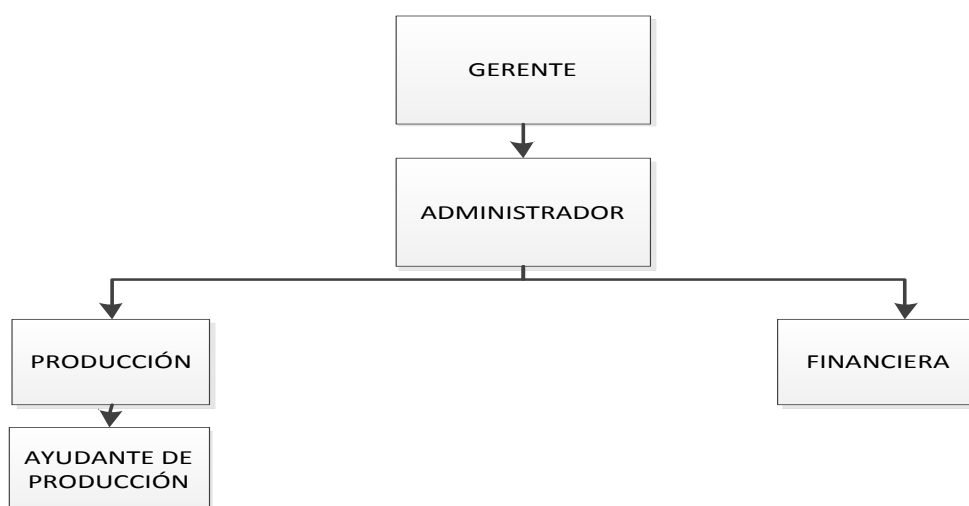 GERENTE
ADMINISTRADOR
PRODUCCIÓN
FINANCIERA
AYUDANTE DE
PRODUCCIÓN